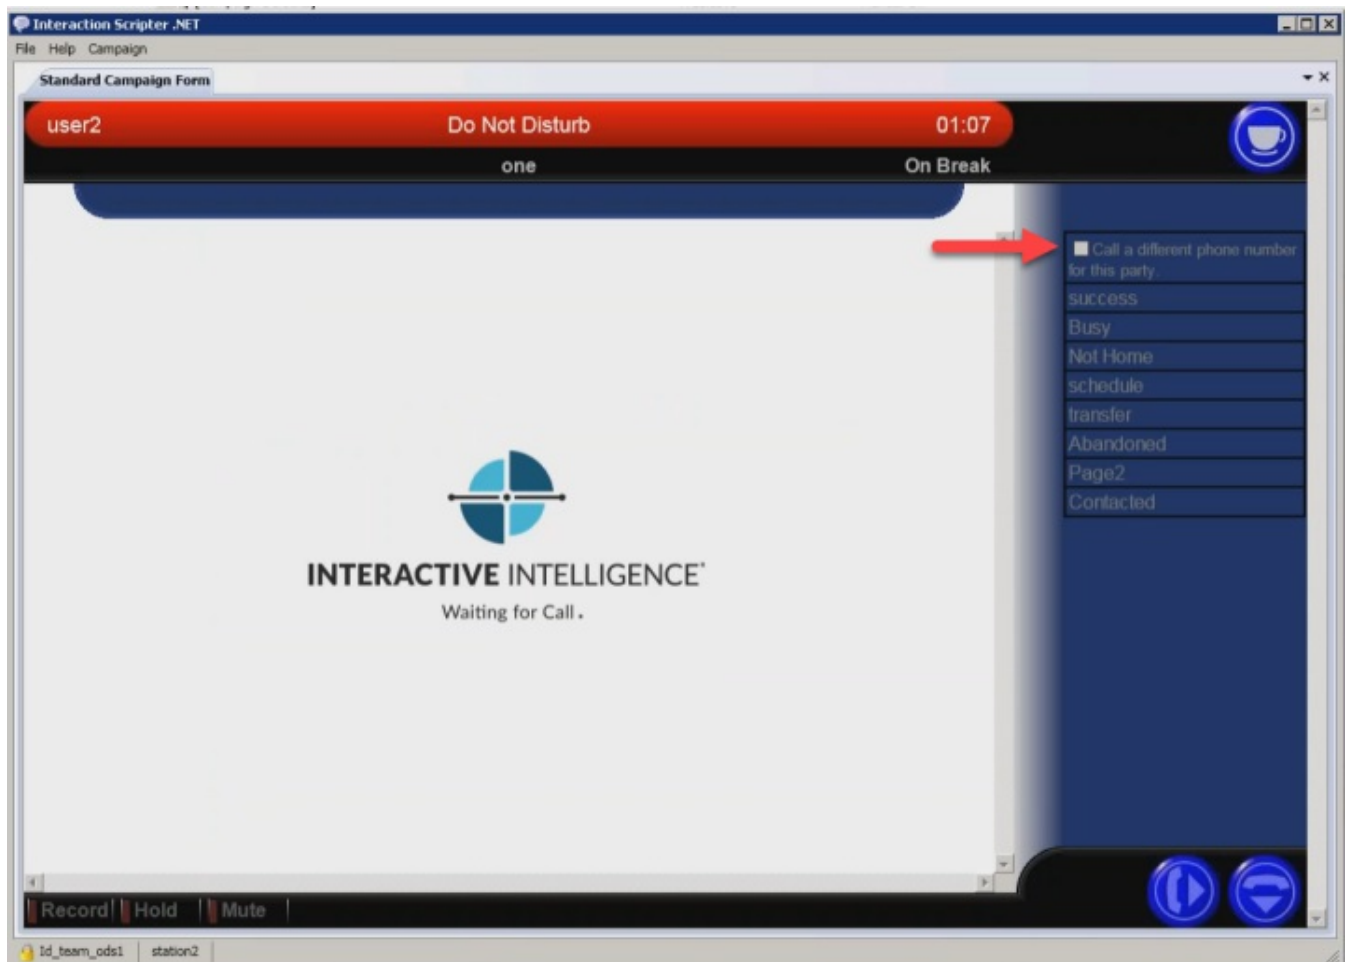 Interaction Scripter .NET
File Help Campaign
Standard Campaign Form
user2 Do Not Disturb 01:07
one On Break
Call a different phone number
for this party.
success
Busy
Not Home
schedule
transfer
Abandoned
Page2
Contacted
INTERACTIVE INTELLIGENCE
Waiting for Call.
Record Hold Mute
Id_team_ods1 station2